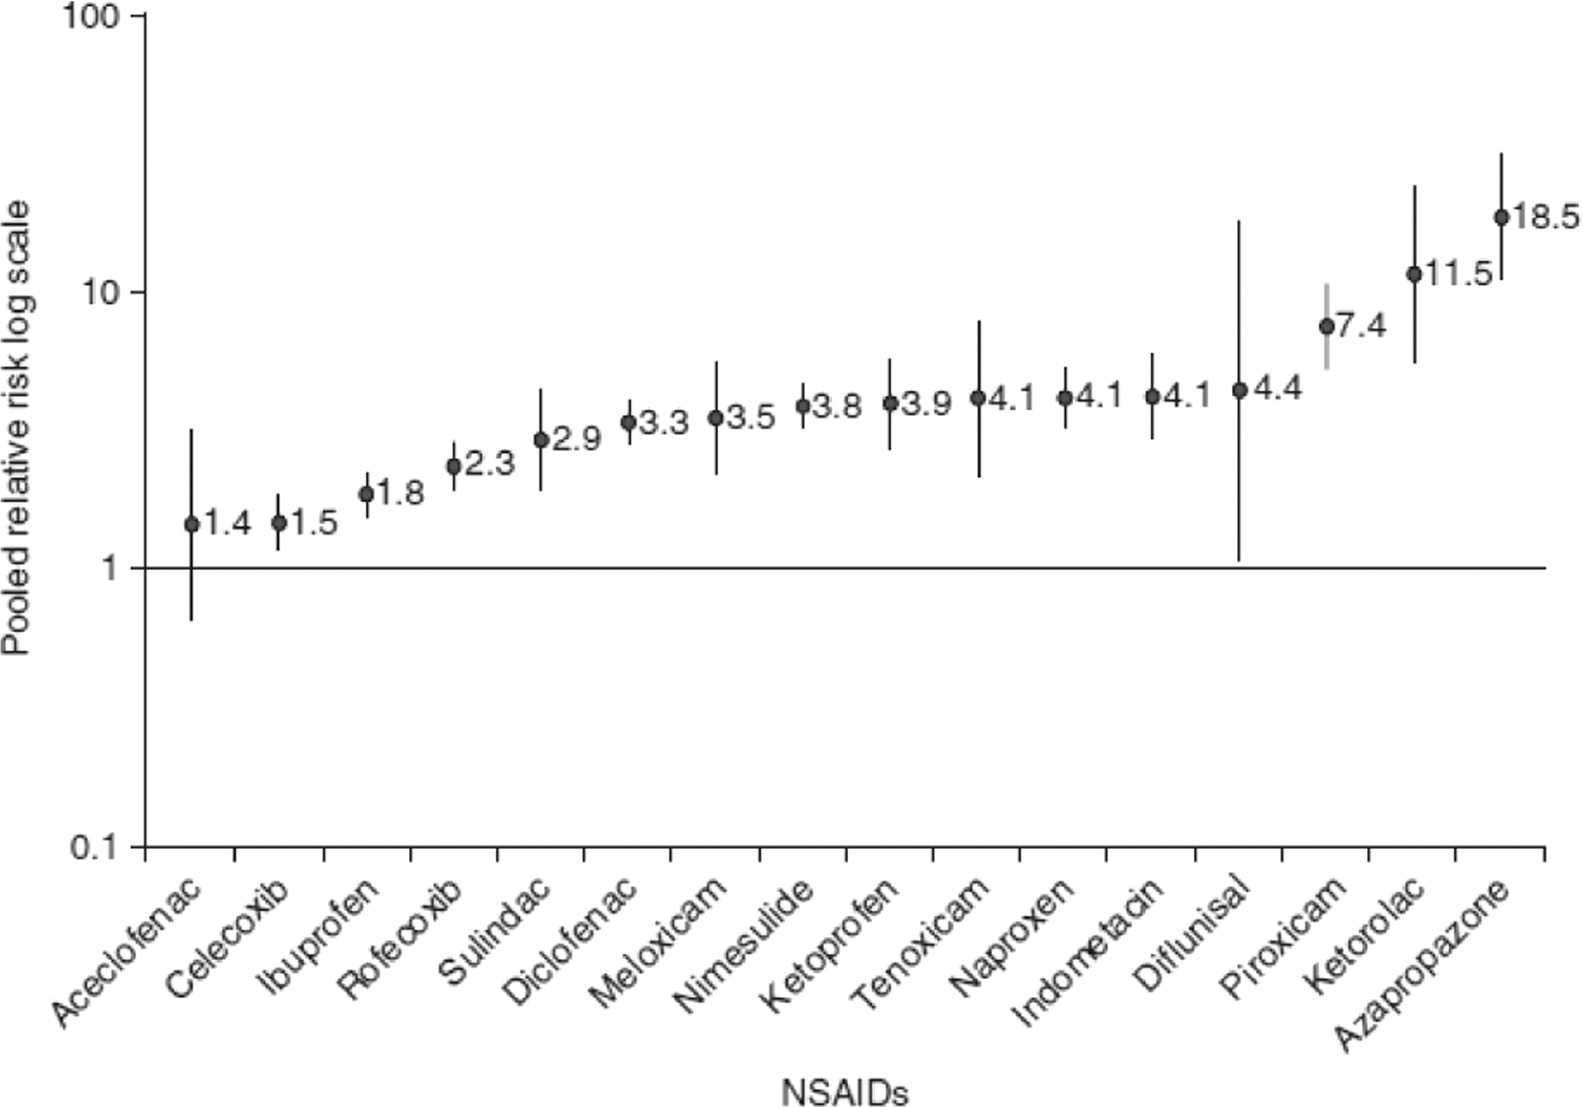 Pooled relative risk log scale
100
10
1
0.1
1.4
1.5
1.8
2.3
2.9
3.3
3.5
3.8
3.9
4.1
4.1
4.1
4.4
7.4
11.5
18.5
Aceclofenac
Celecoxib
Ibuprofen
Rofecoxib
Sulindac
Diclofenac
Meloxicam
Nimesulide
Ketoprofen
Tenoxicam
Naproxen
Indometacin
Diflunisal
Piroxicam
Ketorolac
Azapropazone
NSAIDs